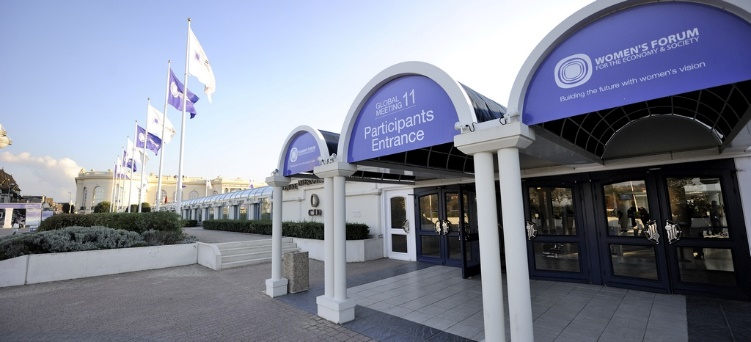 GLOBAL
MEETING 11
Participants
Entrance
WOMEN'S FORUM
FOR THE ECONOMY & SOCIETY
Building the future with women's vision